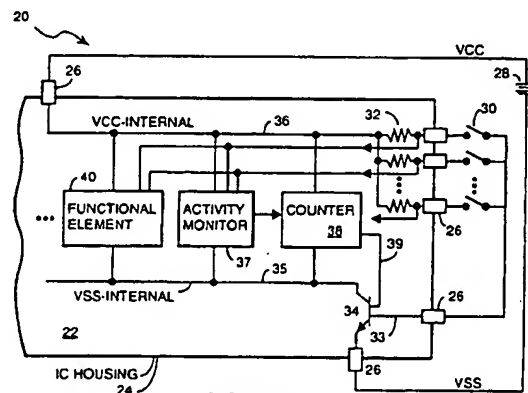 20
VCC
26
28
VCC-INTERNAL
36
32
30
40
FUNCTIONAL
ELEMENT
ACTIVITY
MONITOR
COUNTER
38
37
26
39
35
VSS-INTERNAL
34
26
22
33
IC HOUSING
24
26
VSS